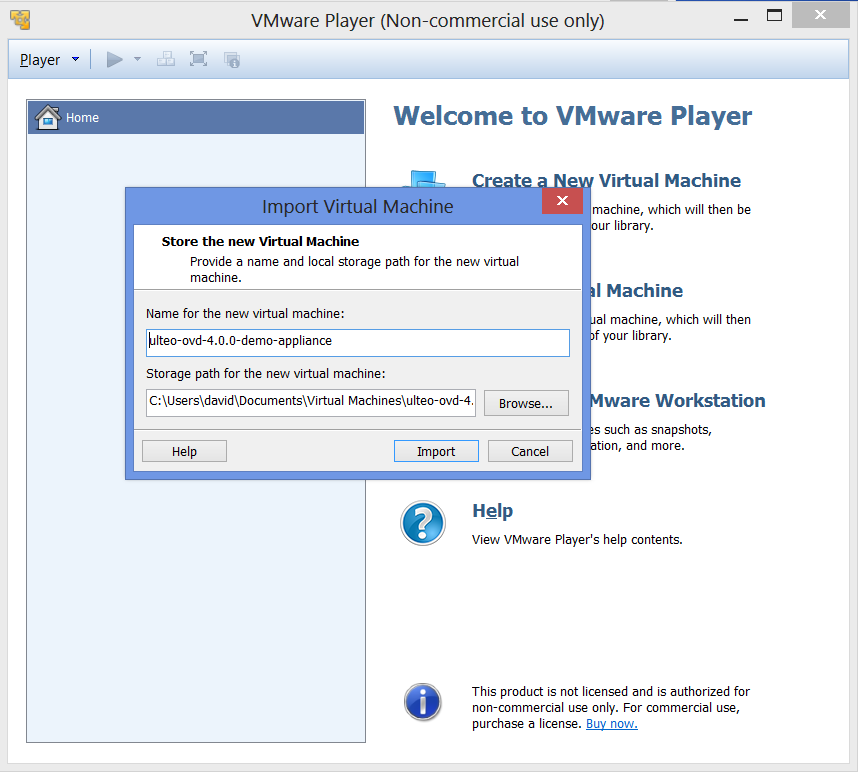 VMware Player (Non-commercial use only)
Player
Home
Welcome to VMware Player
Create a New Virtual Machine
machine, which will then be
our library.
al Machine
ual machine, which will then
of your library.
Mware Workstation
es such as snapshots,
ation, and more.
Import Virtual Machine
Store the new Virtual Machine
Provide a name and local storage path for the new virtual
machine.
Name for the new virtual machine:
ulteo-ovd-4.0.0-demo-appliance
Storage path for the new virtual machine:
C:\Users\david\Documents\Virtual Machines\ulteo-ovd-4.
Browse...
Help
Import
Cancel
Help
View VMware Player's help contents.
This product is not licensed and is authorized for
non-commercial use only. For commercial use,
purchase a license. Buy now.